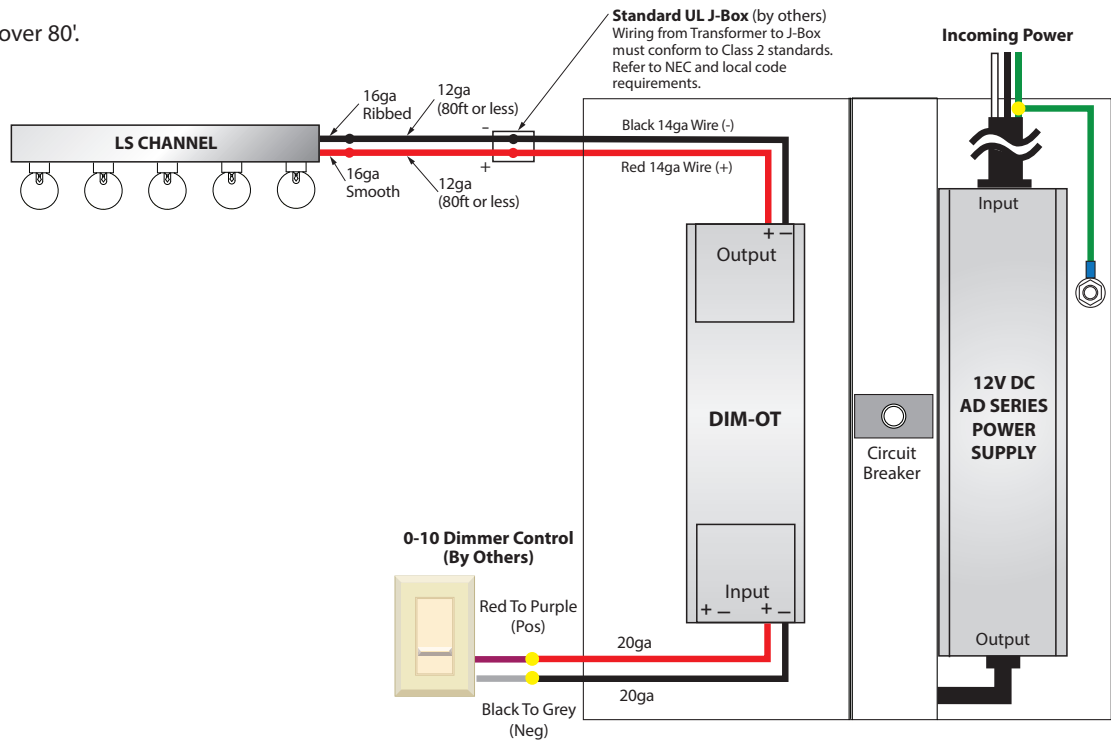 over 80'.
Standard UL J-Box (by others)
Wiring from Transformer to J-Box
must conform to Class 2 standards.
Refer to NEC and local code
requirements.
Incoming Power
16ga
Ribbed
12ga
(80ft or less)
–
+
Black 14ga Wire (-)
Red 14ga Wire (+)
LS CHANNEL
16ga
Smooth
12ga
(80ft or less)
Input
+ –
Output
DIM-OT
12V DC
AD SERIES
POWER
SUPPLY
Circuit
Breaker
0-10 Dimmer Control
(By Others)
Input
+ – + –
Red To Purple
(Pos)
20ga
Output
20ga
Black To Grey
(Neg)